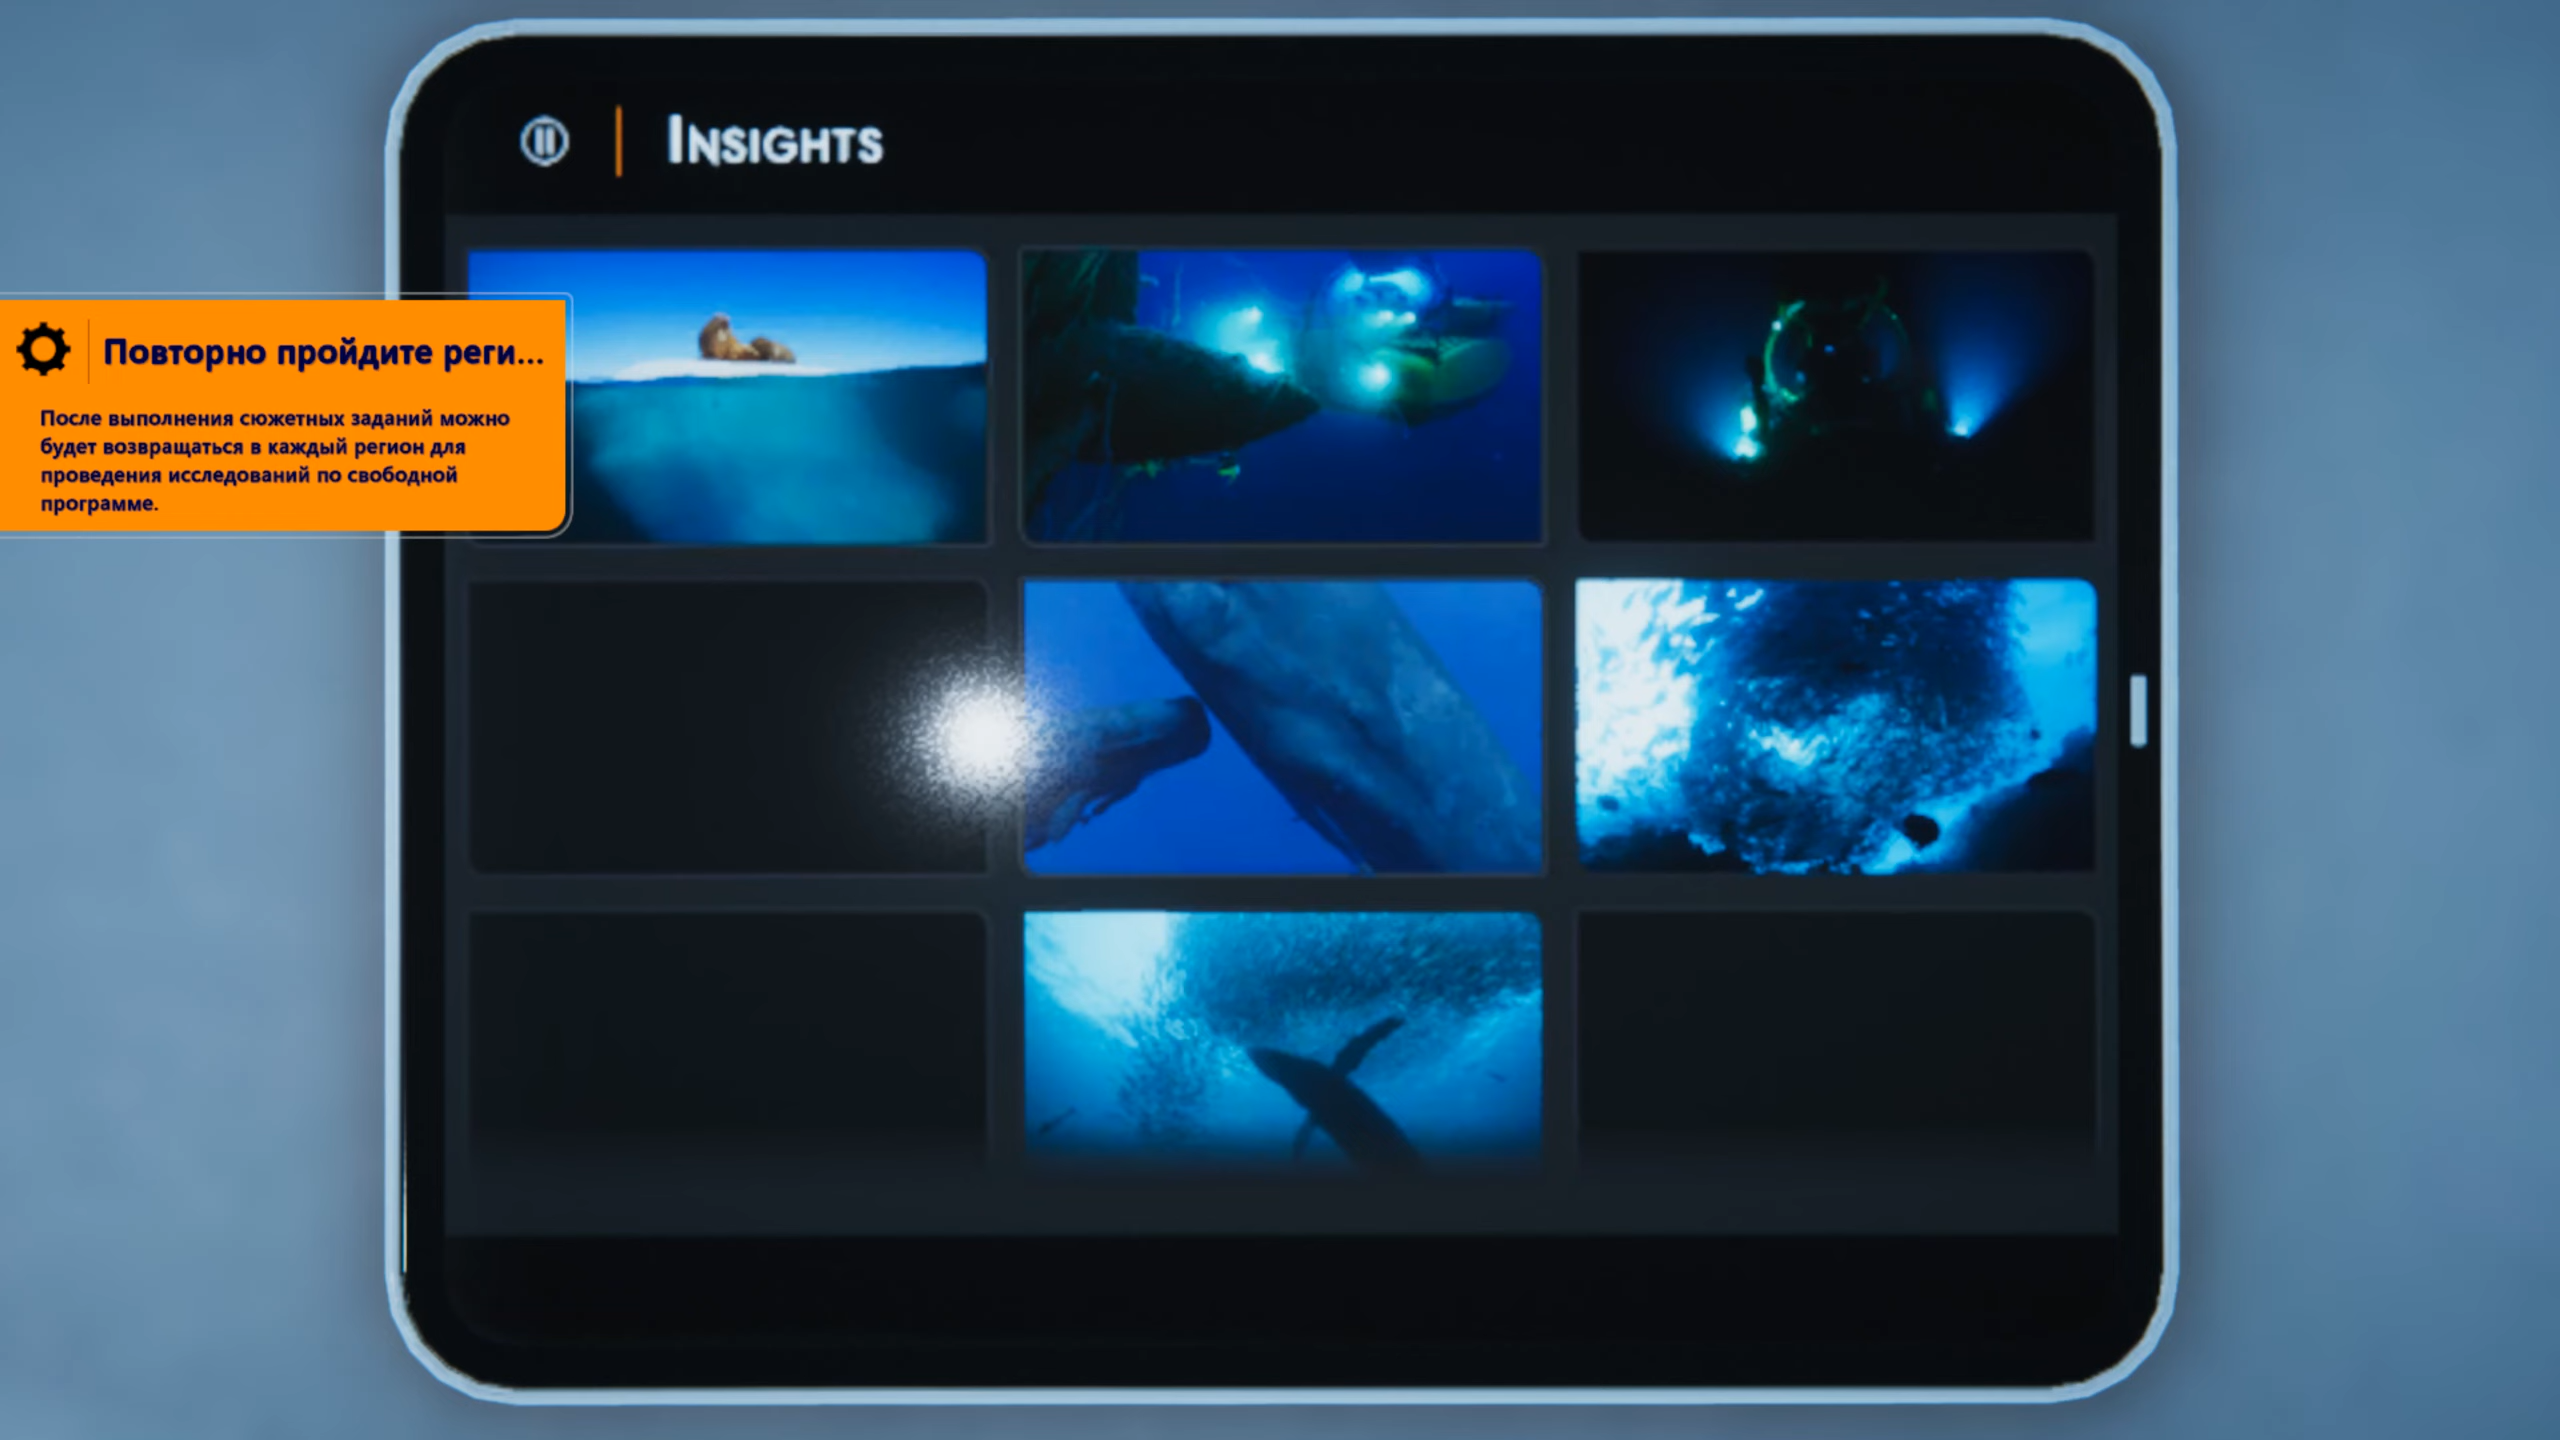 INSIGHTS
Повторно пройдите реги...
После выполнения сюжетных заданий можно
будет возвращаться в каждый регион для
проведения исследований по свободной
программе.